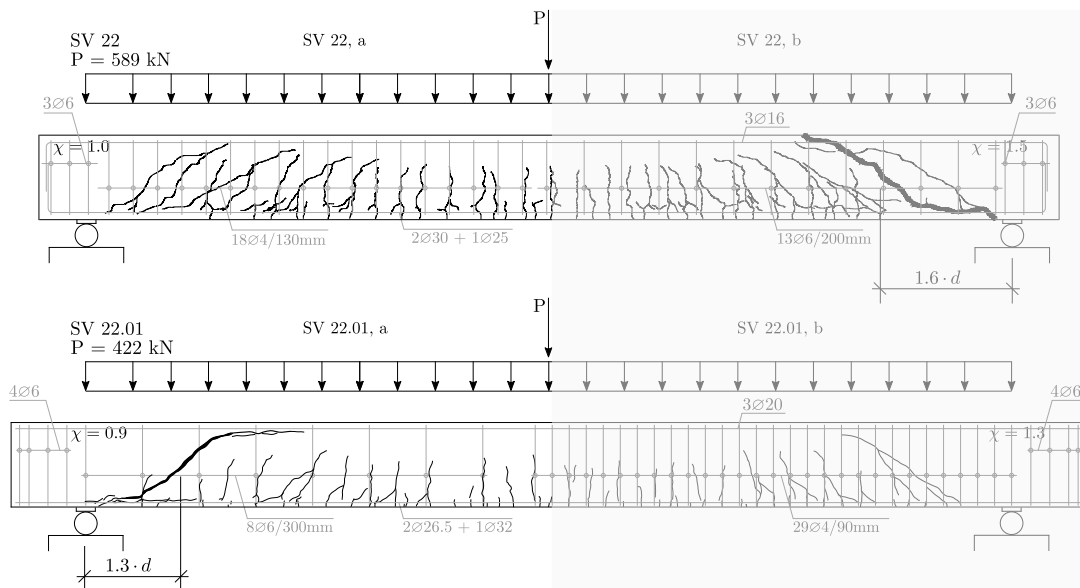 P
SV 22
SV 22, a
SV 22, b
P = 589 kN
3∅6
3∅16
3∅6
χ = 1.0
χ = 1.5
18∅4/130mm
2∅30 + 1∅25
13∅6/200mm
1.6 · d
P
SV 22.01
SV 22.01, a
SV 22.01, b
P = 422 kN
4∅6
3∅20
4∅6
χ = 0.9
χ = 1.3
8∅6/300mm
2∅26.5 + 1∅32
29∅4/90mm
1.3 · d